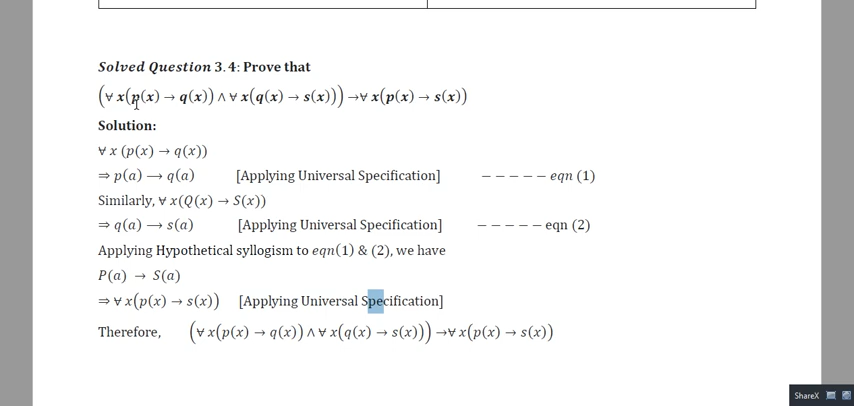 Solved Question 3.4: Prove that
(∀ x(p(x) → q(x)) ∧ ∀ x(q(x) → s(x))) →∀ x(p(x) → s(x))
Solution:
∀ x (p(x) → q(x))
⇒ p(a) ⟶ q(a) [Applying Universal Specification] − − − − − eqn (1)
Similarly, ∀ x(Q(x) → S(x))
⇒ q(a) ⟶ s(a) [Applying Universal Specification] − − − − − eqn (2)
Applying Hypothetical syllogism to eqn(1) & (2), we have
P(a) → S(a)
⇒ ∀ x(p(x) → s(x)) [Applying Universal Specification]
Therefore, (∀ x(p(x) → q(x)) ∧ ∀ x(q(x) → s(x))) →∀ x(p(x) → s(x))
ShareX